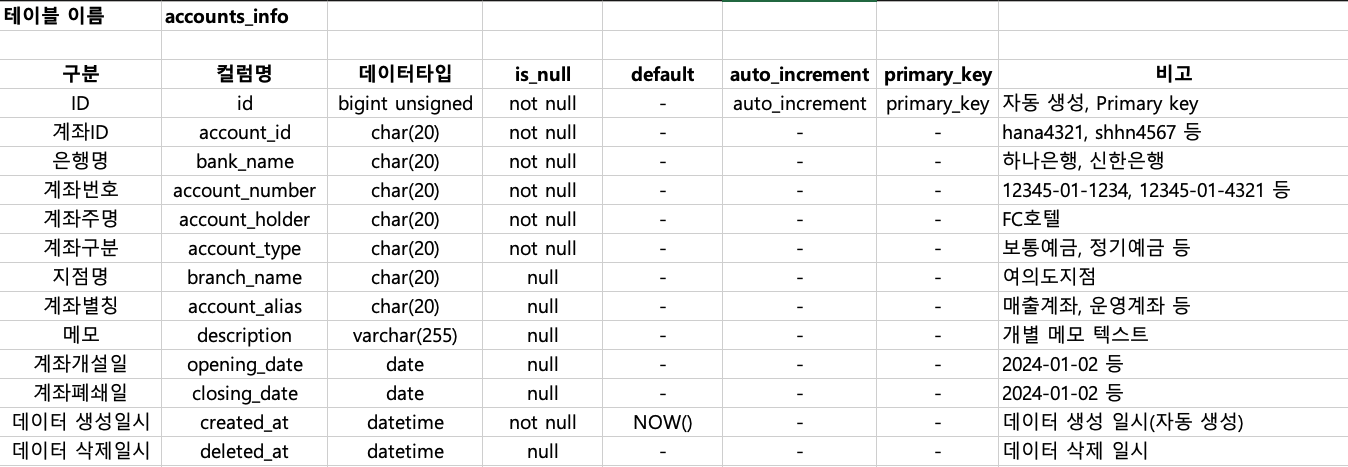 테이블 이름 accounts_info
구분 컬럼명 데이터타입 is_null default auto_increment primary_key 비고
ID id bigint unsigned not null - auto_increment primary_key 자동 생성, Primary key
계좌ID account_id char(20) not null - - - hana4321, shhn4567 등
은행명 bank_name char(20) not null - - - 하나은행, 신한은행
계좌번호 account_number char(20) not null - - - 12345-01-1234, 12345-01-4321 등
계좌주명 account_holder char(20) not null - - - FC호텔
계좌구분 account_type char(20) not null - - - 보통예금, 정기예금 등
지점명 branch_name char(20) null - - - 여의도지점
계좌별칭 account_alias char(20) null - - - 매출계좌, 운영계좌 등
메모 description varchar(255) null - - - 개별 메모 텍스트
계좌개설일 opening_date date null - - - 2024-01-02 등
계좌폐쇄일 closing_date date null - - - 2024-01-02 등
데이터 생성일시 created_at datetime not null NOW() - - 데이터 생성 일시(자동 생성)
데이터 삭제일시 deleted_at datetime null - - - 데이터 삭제 일시